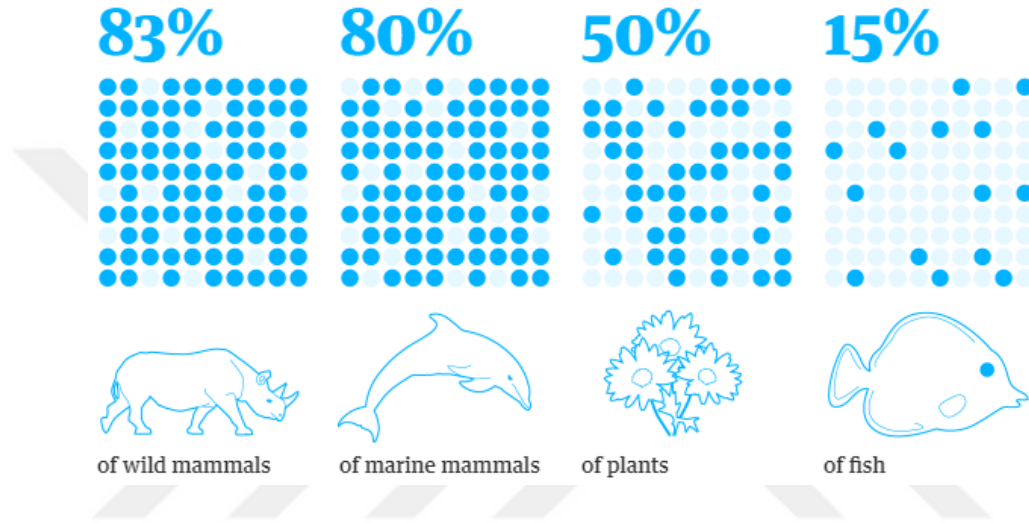 83% 80% 50% 15%
of wild mammals of marine mammals of plants of fish